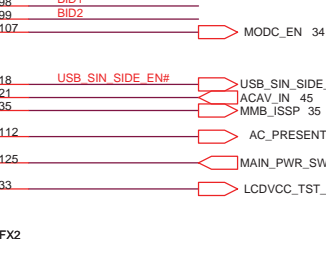 98 BID1
99 BID2
107 MODC_EN 34
18 USB_SIN_SIDE_EN# USB_SIN_SIDE_
21 ACAV_IN 45
35 MMB_ISSP 35
112 AC_PRESENT
125 MAIN_PWR_SW
33 LCDVCC_TST_
FX2